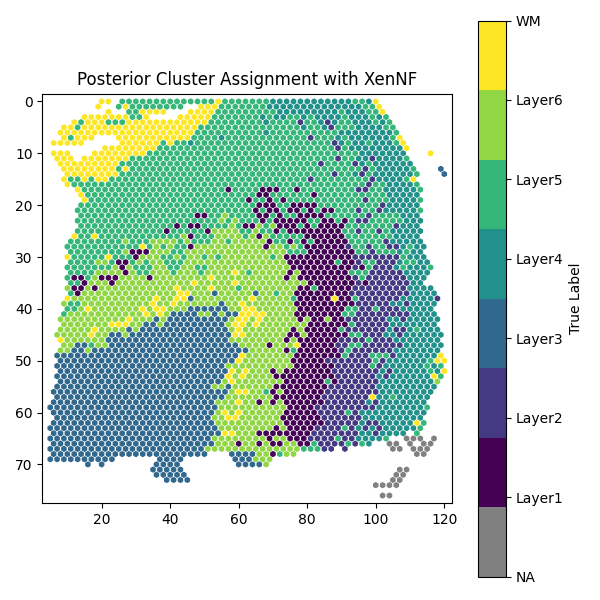 Posterior Cluster Assignment with XenNF
0
10
20
30
40
50
60
70
20
40
60
80
100
120
WM
Layer6
Layer5
Layer4
Layer3
Layer2
Layer1
NA
True Label